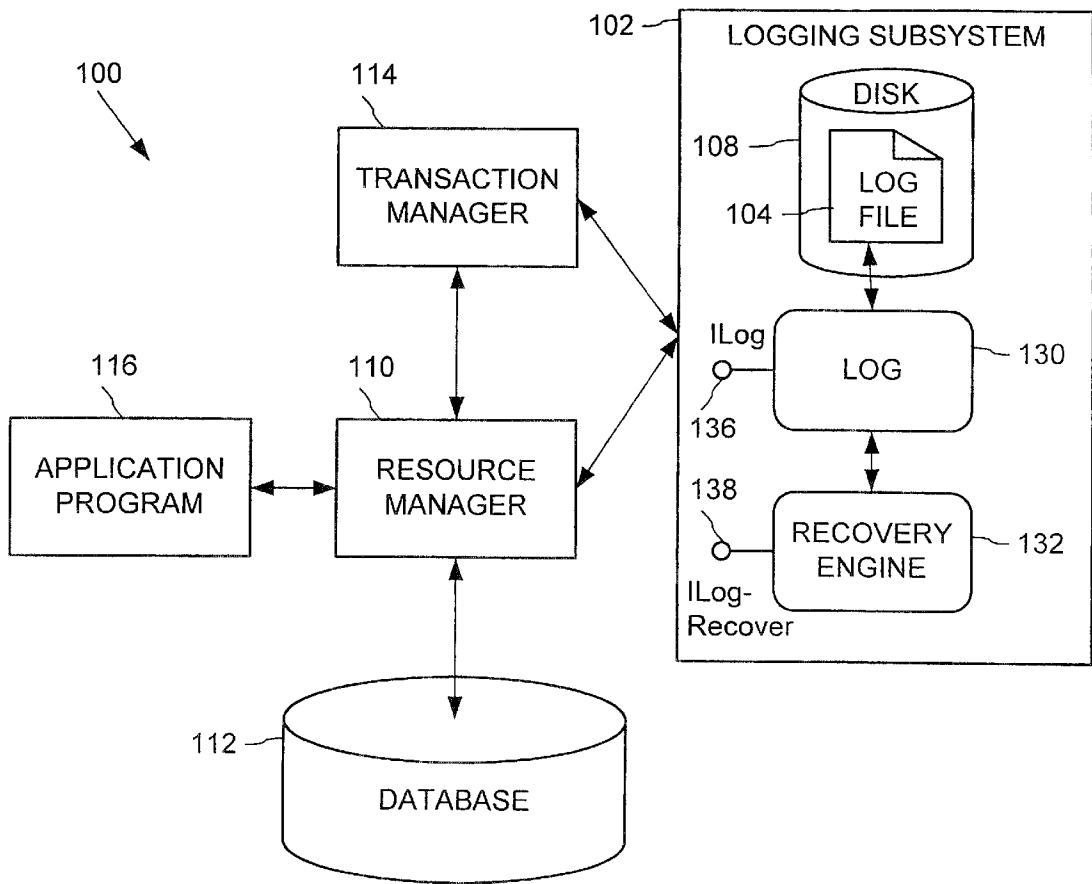 102
LOGGING SUBSYSTEM
100
114
DISK
108
TRANSACTION
MANAGER
LOG
FILE
104
ILog
LOG
130
116
110
136
APPLICATION
PROGRAM
RESOURCE
MANAGER
138
RECOVERY
ENGINE
132
ILog-
Recover
112
DATABASE